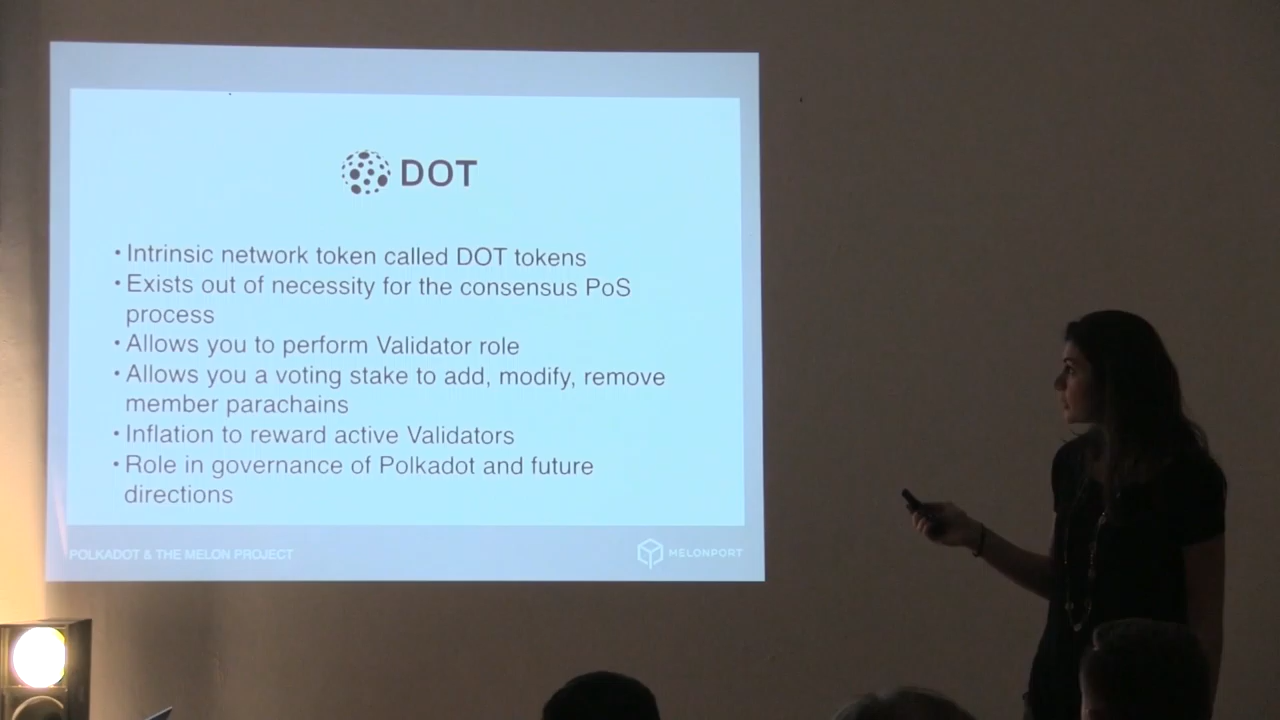 DOT
• Intrinsic network token called DOT tokens
• Exists out of necessity for the consensus PoS
process
• Allows you to perform Validator role
• Allows you a voting stake to add, modify, remove
member parachains
• Inflation to reward active Validators
• Role in governance of Polkadot and future
directions
POLKADOT & THE MELON PROJECT
MELONPORT